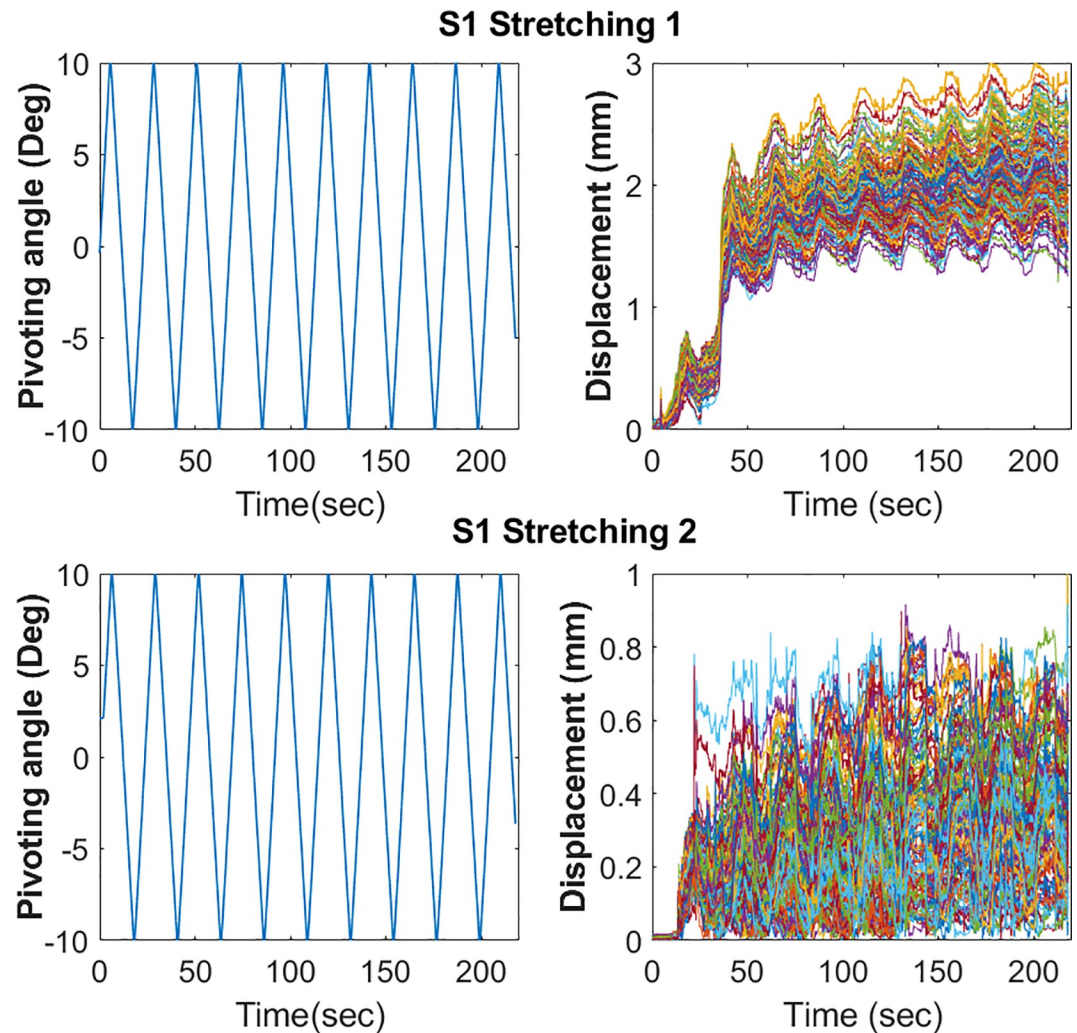 S1 Stretching 1
Pivoting angle (Deg)
10
5
0
-5
-10
0 50 100 150 200
Time(sec)
Displacement (mm)
3
2
1
0
0 50 100 150 200
Time (sec)
S1 Stretching 2
Pivoting angle (Deg)
10
5
0
-5
-10
0 50 100 150 200
Time(sec)
Displacement (mm)
1
0.8
0.6
0.4
0.2
0
0 50 100 150 200
Time (sec)